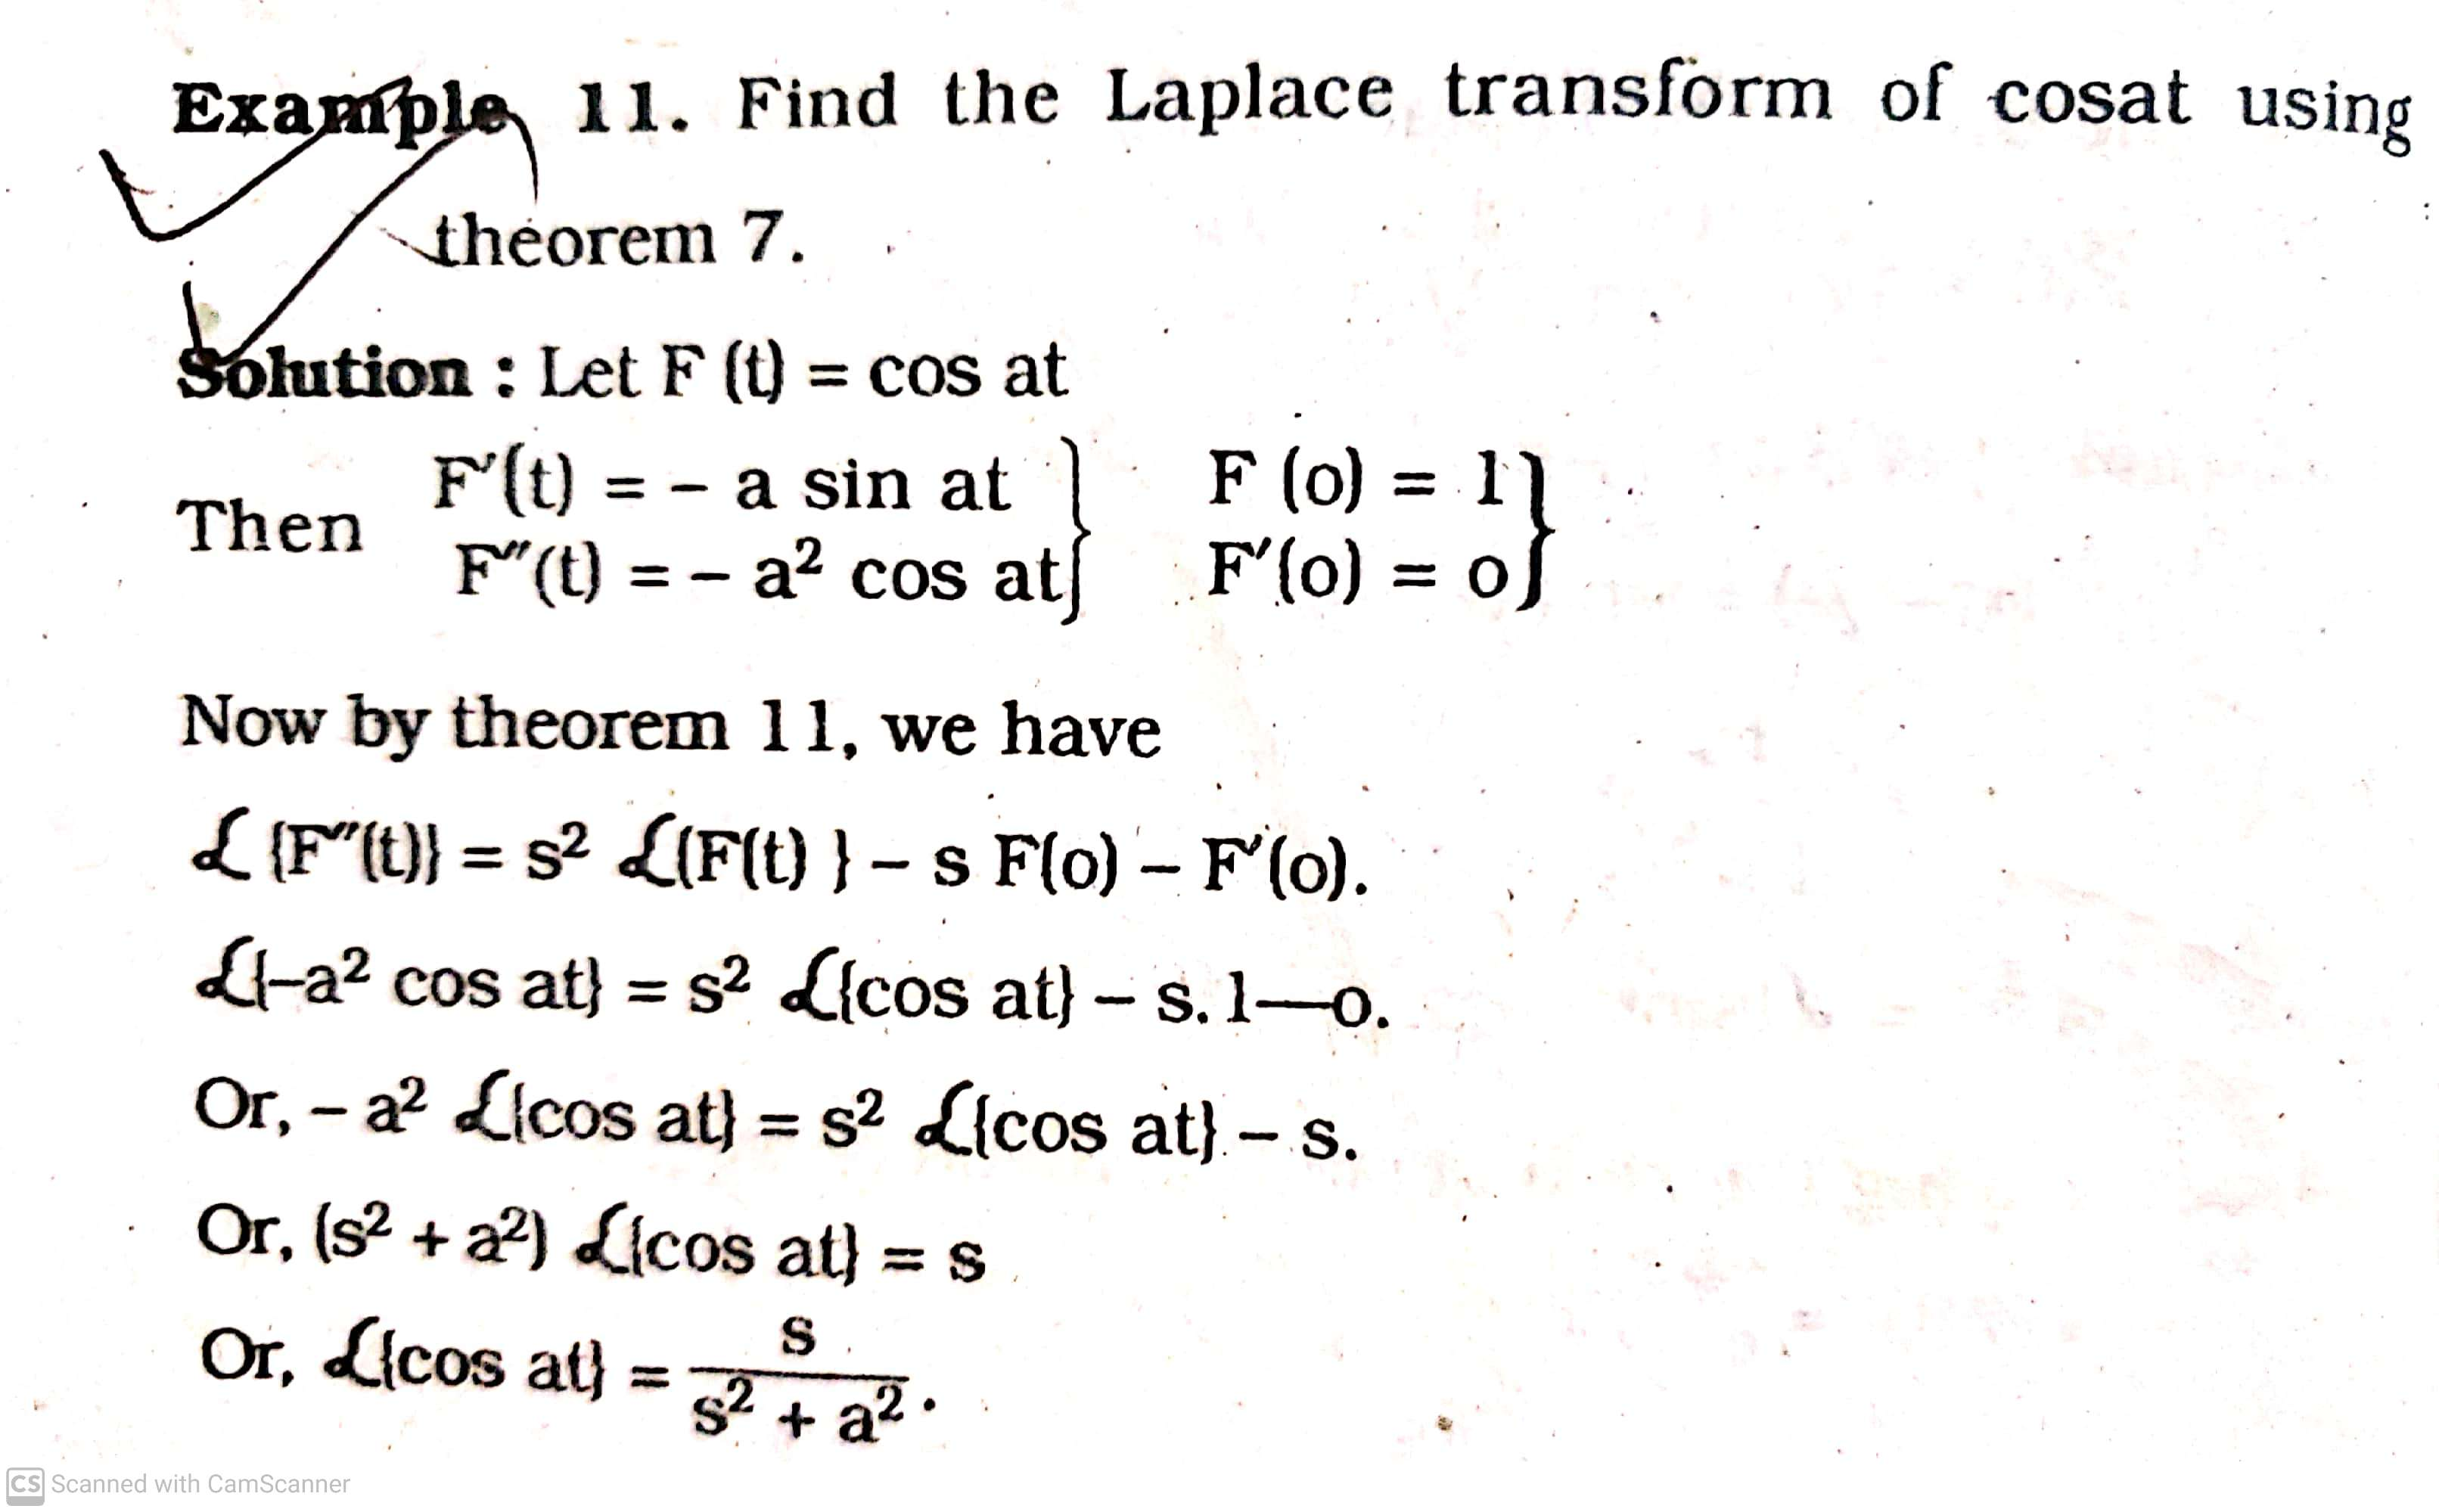 Example 11. Find the Laplace transform of cosat using
theorem 7.
Solution : Let F (t) = cos at
F′(t) = – a sin at } F (o) = 1}
Then
F″(t) = – a² cos at} F′(o) = o}
Now by theorem 11, we have
ℒ {F″(t)} = s² ℒ{F(t) } – s F(o) – F′(o).
ℒ{–a² cos at} = s² ℒ{cos at} – s. 1—o.
Or, – a² ℒ{cos at} = s² ℒ{cos at} – s.
Or, (s² + a²) ℒ{cos at} = s
Or, ℒ{cos at} = s / s² + a² .
CS Scanned with CamScanner